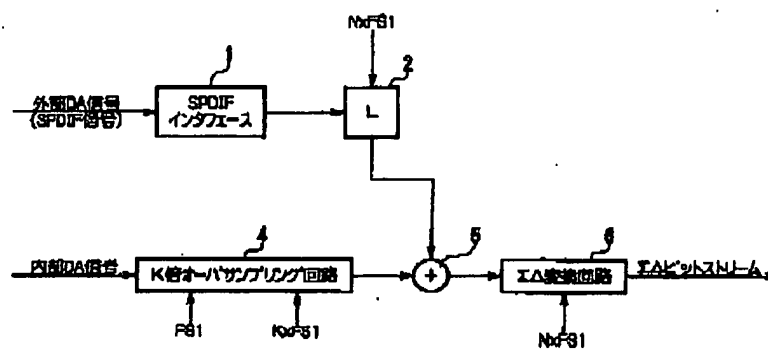 NxFS1
1
2
外部DA信号
(SPDIF信号)
SPDIF
インタフェース
L
4
5
6
内部DA信号
K倍オーバサンプリング回路
+
ΣΔ変換回路
ΣΔビットストリーム
FS1
KxFS1
NxFS1